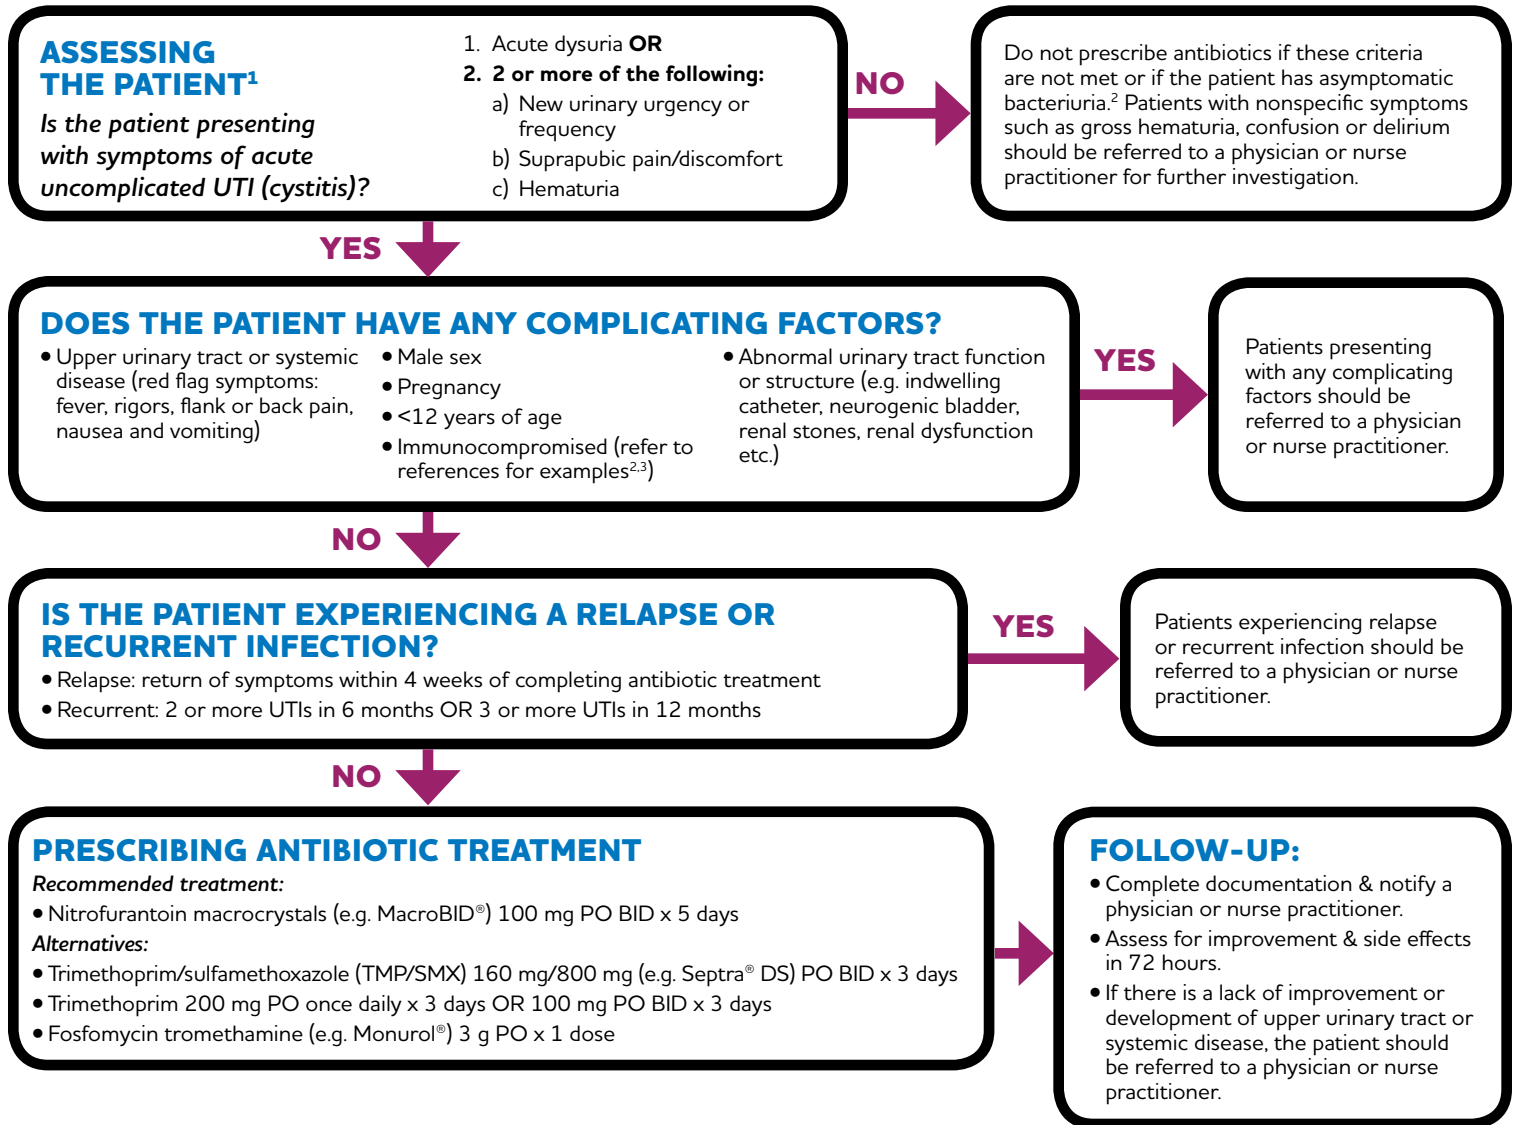 ASSESSING
THE PATIENT¹
Is the patient presenting
with symptoms of acute
uncomplicated UTI (cystitis)?
1. Acute dysuria OR
2. 2 or more of the following:
a) New urinary urgency or
frequency
b) Suprapubic pain/discomfort
c) Hematuria
NO
Do not prescribe antibiotics if these criteria
are not met or if the patient has asymptomatic
bacteriuria.² Patients with nonspecific symptoms
such as gross hematuria, confusion or delirium
should be referred to a physician or nurse
practitioner for further investigation.
YES
DOES THE PATIENT HAVE ANY COMPLICATING FACTORS?
• Upper urinary tract or systemic
disease (red flag symptoms:
fever, rigors, flank or back pain,
nausea and vomiting)
• Male sex
• Pregnancy
• <12 years of age
• Immunocompromised (refer to
references for examples²,³)
• Abnormal urinary tract function
or structure (e.g. indwelling
catheter, neurogenic bladder,
renal stones, renal dysfunction
etc.)
YES
Patients presenting
with any complicating
factors should be
referred to a physician
or nurse practitioner.
NO
IS THE PATIENT EXPERIENCING A RELAPSE OR
RECURRENT INFECTION?
• Relapse: return of symptoms within 4 weeks of completing antibiotic treatment
• Recurrent: 2 or more UTIs in 6 months OR 3 or more UTIs in 12 months
YES
Patients experiencing relapse
or recurrent infection should be
referred to a physician or nurse
practitioner.
NO
PRESCRIBING ANTIBIOTIC TREATMENT
Recommended treatment:
• Nitrofurantoin macrocrystals (e.g. MacroBID®) 100 mg PO BID x 5 days
Alternatives:
• Trimethoprim/sulfamethoxazole (TMP/SMX) 160 mg/800 mg (e.g. Septra® DS) PO BID x 3 days
• Trimethoprim 200 mg PO once daily x 3 days OR 100 mg PO BID x 3 days
• Fosfomycin tromethamine (e.g. Monurol®) 3 g PO x 1 dose
FOLLOW-UP:
• Complete documentation & notify a
physician or nurse practitioner.
• Assess for improvement & side effects
in 72 hours.
• If there is a lack of improvement or
development of upper urinary tract or
systemic disease, the patient should
be referred to a physician or nurse
practitioner.